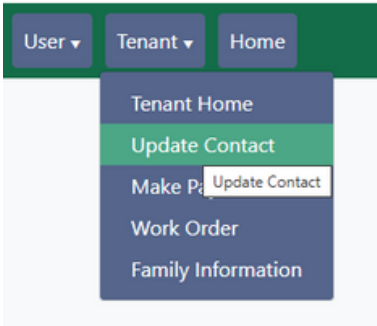 User ▾ Tenant ▾ Home
Tenant Home
Update Contact
Make Pa
Update Contact
Work Order
Family Information